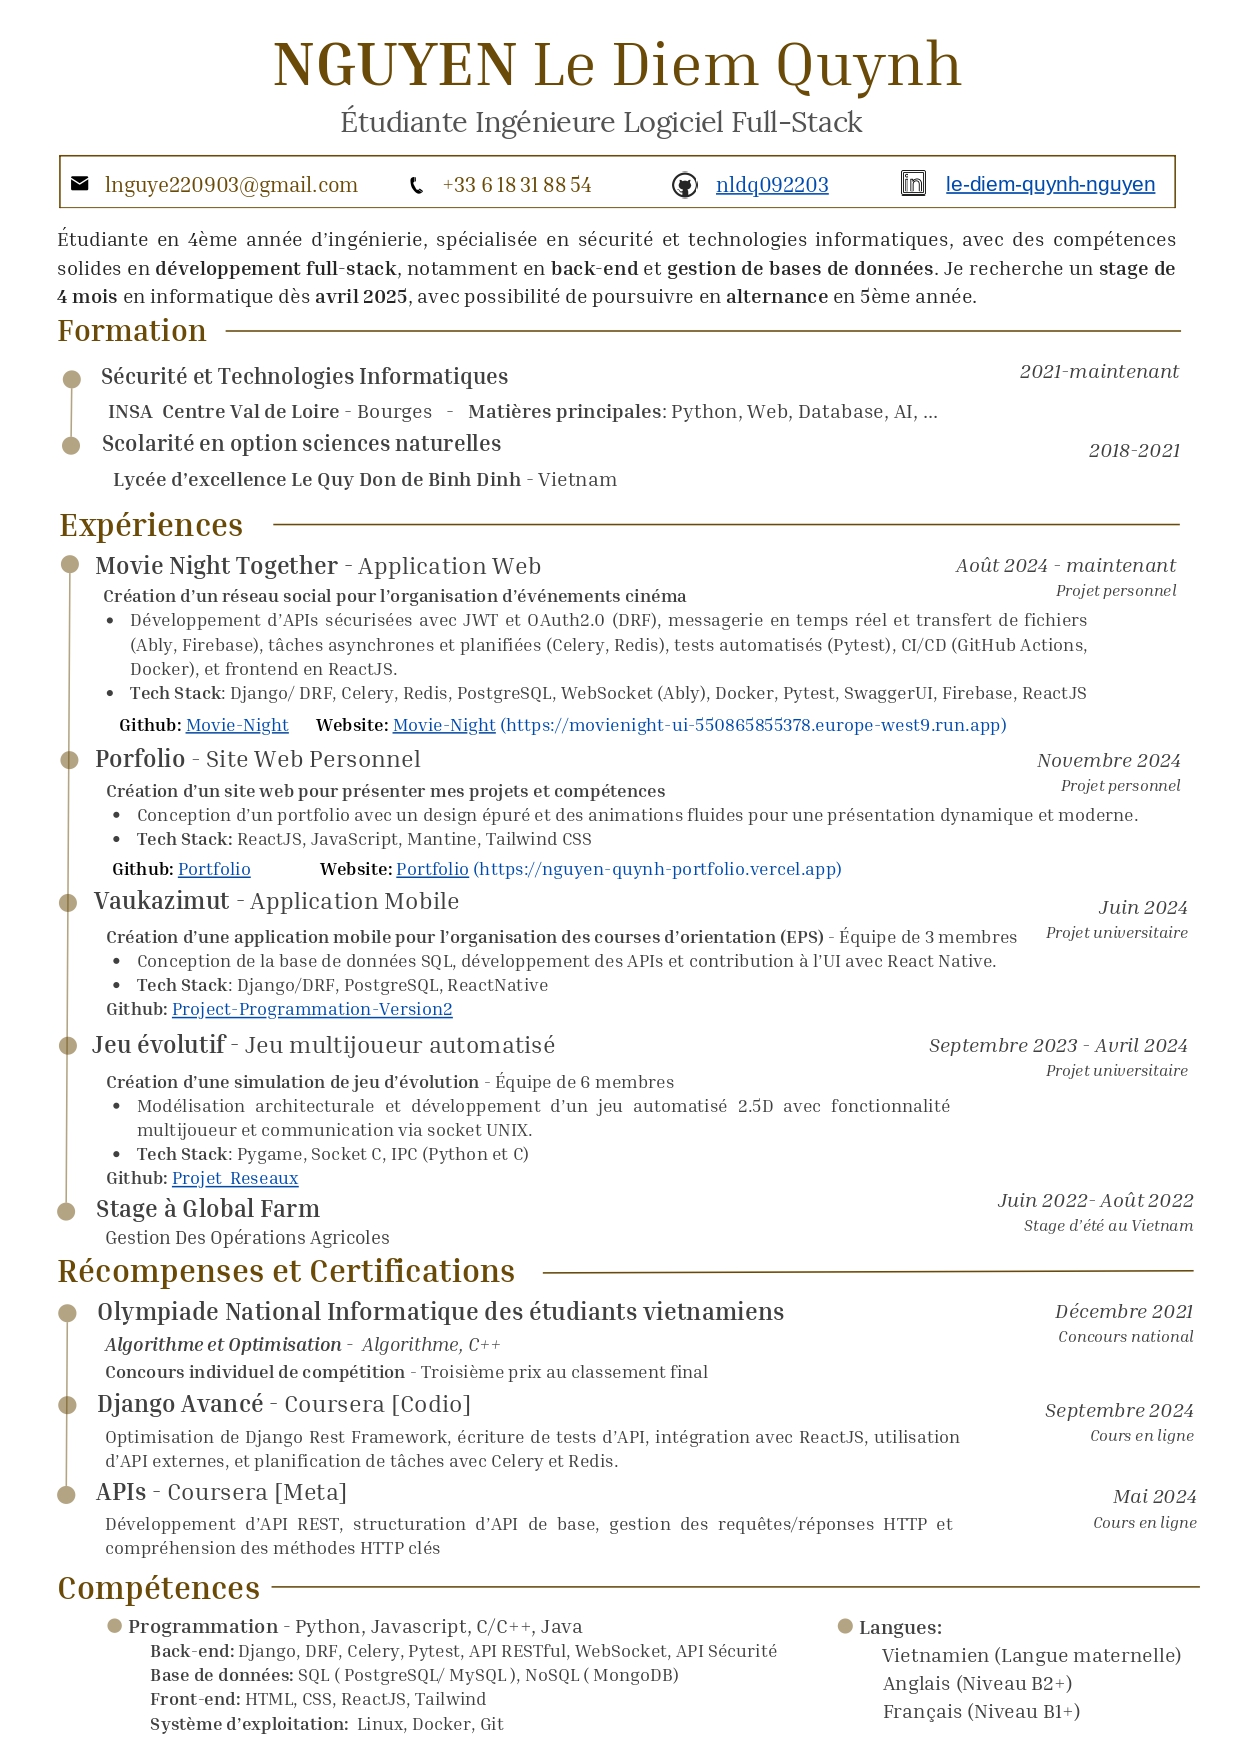 NGUYEN Le Diem Quynh
Étudiante Ingénieure Logiciel Full-Stack
lnguye220903@gmail.com +33 6 18 31 88 54 nldq092203 le-diem-quynh-nguyen
Étudiante en 4ème année d’ingénierie, spécialisée en sécurité et technologies informatiques, avec des compétences
solides en développement full-stack, notamment en back-end et gestion de bases de données. Je recherche un stage de
4 mois en informatique dès avril 2025, avec possibilité de poursuivre en alternance en 5ème année.
Formation
Sécurité et Technologies Informatiques 2021-maintenant
INSA Centre Val de Loire - Bourges - Matières principales: Python, Web, Database, AI, ...
Scolarité en option sciences naturelles 2018-2021
Lycée d’excellence Le Quy Don de Binh Dinh - Vietnam
Expériences
Movie Night Together - Application Web Août 2024 - maintenant
Création d’un réseau social pour l’organisation d’événements cinéma Projet personnel
• Développement d’APIs sécurisées avec JWT et OAuth2.0 (DRF), messagerie en temps réel et transfert de fichiers
(Ably, Firebase), tâches asynchrones et planifiées (Celery, Redis), tests automatisés (Pytest), CI/CD (GitHub Actions,
Docker), et frontend en ReactJS.
• Tech Stack: Django/ DRF, Celery, Redis, PostgreSQL, WebSocket (Ably), Docker, Pytest, SwaggerUI, Firebase, ReactJS
Github: Movie-Night Website: Movie-Night (https://movienight-ui-550865855378.europe-west9.run.app)
Porfolio - Site Web Personnel Novembre 2024
Création d’un site web pour présenter mes projets et compétences Projet personnel
• Conception d’un portfolio avec un design épuré et des animations fluides pour une présentation dynamique et moderne.
• Tech Stack: ReactJS, JavaScript, Mantine, Tailwind CSS
Github: Portfolio Website: Portfolio (https://nguyen-quynh-portfolio.vercel.app)
Vaukazimut - Application Mobile Juin 2024
Création d’une application mobile pour l’organisation des courses d’orientation (EPS) - Équipe de 3 membres Projet universitaire
• Conception de la base de données SQL, développement des APIs et contribution à l’UI avec React Native.
• Tech Stack: Django/DRF, PostgreSQL, ReactNative
Github: Project-Programmation-Version2
Jeu évolutif - Jeu multijoueur automatisé Septembre 2023 - Avril 2024
Création d’une simulation de jeu d’évolution - Équipe de 6 membres Projet universitaire
• Modélisation architecturale et développement d’un jeu automatisé 2.5D avec fonctionnalité
multijoueur et communication via socket UNIX.
• Tech Stack: Pygame, Socket C, IPC (Python et C)
Github: Projet_Reseaux
Stage à Global Farm Juin 2022- Août 2022
Gestion Des Opérations Agricoles Stage d’été au Vietnam
Récompenses et Certifications
Olympiade National Informatique des étudiants vietnamiens Décembre 2021
Algorithme et Optimisation - Algorithme, C++ Concours national
Concours individuel de compétition - Troisième prix au classement final
Django Avancé - Coursera [Codio] Septembre 2024
Optimisation de Django Rest Framework, écriture de tests d’API, intégration avec ReactJS, utilisation Cours en ligne
d’API externes, et planification de tâches avec Celery et Redis.
APIs - Coursera [Meta] Mai 2024
Développement d’API REST, structuration d’API de base, gestion des requêtes/réponses HTTP et Cours en ligne
compréhension des méthodes HTTP clés
Compétences
Programmation - Python, Javascript, C/C++, Java Langues:
Back-end: Django, DRF, Celery, Pytest, API RESTful, WebSocket, API Sécurité Vietnamien (Langue maternelle)
Base de données: SQL ( PostgreSQL/ MySQL ), NoSQL ( MongoDB) Anglais (Niveau B2+)
Front-end: HTML, CSS, ReactJS, Tailwind Français (Niveau B1+)
Système d’exploitation: Linux, Docker, Git